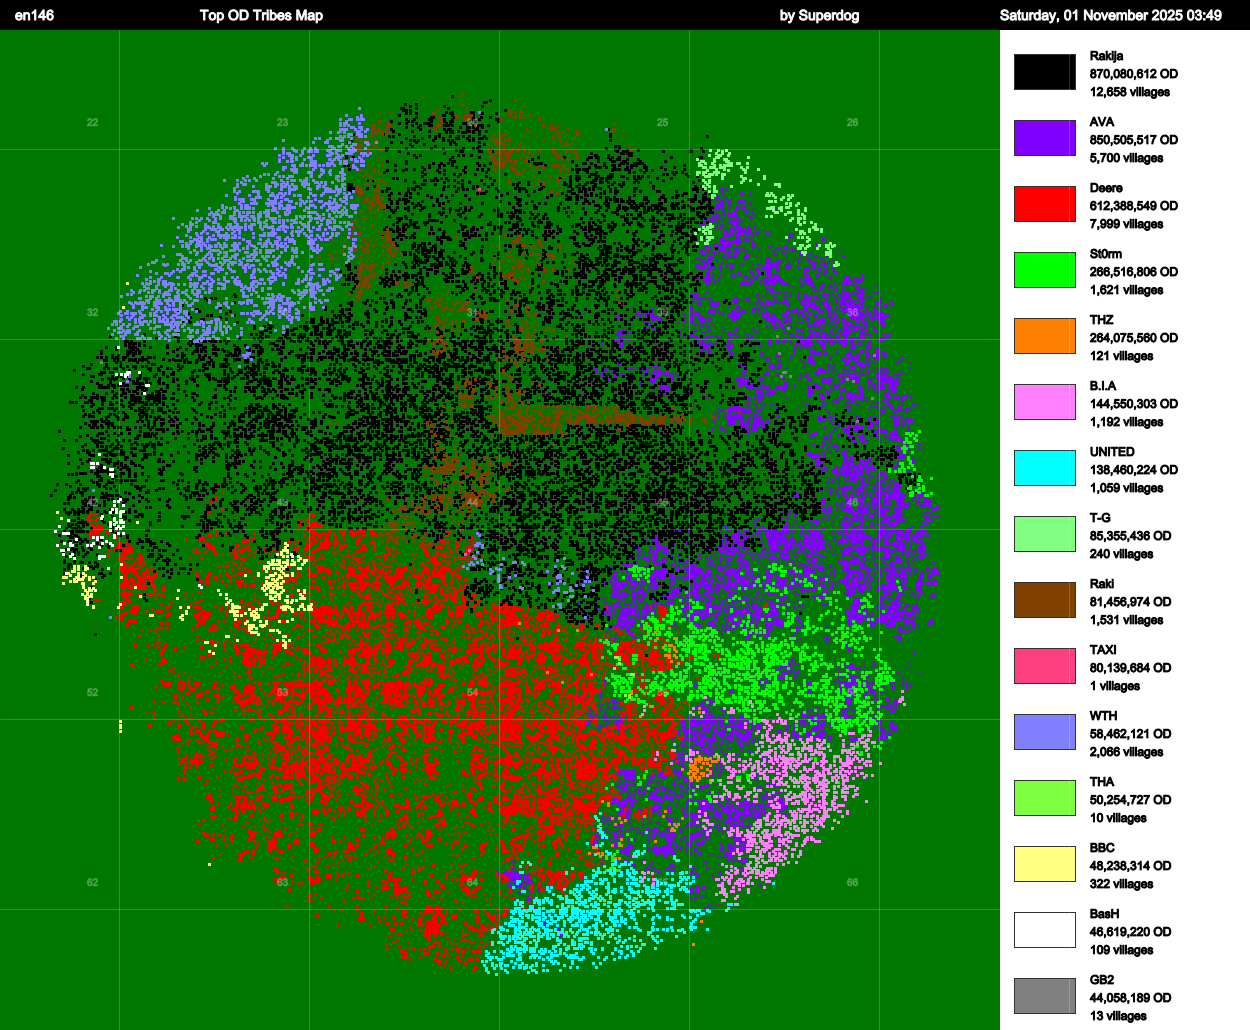 en146 Top OD Tribes Map by Superdog Saturday, 01 November 2025 03:49
22 23 25 26
32 36
43 44 46 48
52 53 54
62 63 64 66
Rakija
870,080,612 OD
12,658 villages
AVA
850,505,517 OD
5,700 villages
Deere
612,388,549 OD
7,999 villages
St0rm
266,516,806 OD
1,621 villages
THZ
264,075,560 OD
121 villages
B.I.A
144,550,303 OD
1,192 villages
UNITED
138,460,224 OD
1,059 villages
T-G
85,355,436 OD
240 villages
Raki
81,456,974 OD
1,531 villages
TAXI
80,139,684 OD
1 villages
WTH
58,462,121 OD
2,066 villages
THA
50,254,727 OD
10 villages
BBC
48,238,314 OD
322 villages
BasH
46,619,220 OD
109 villages
GB2
44,058,189 OD
13 villages